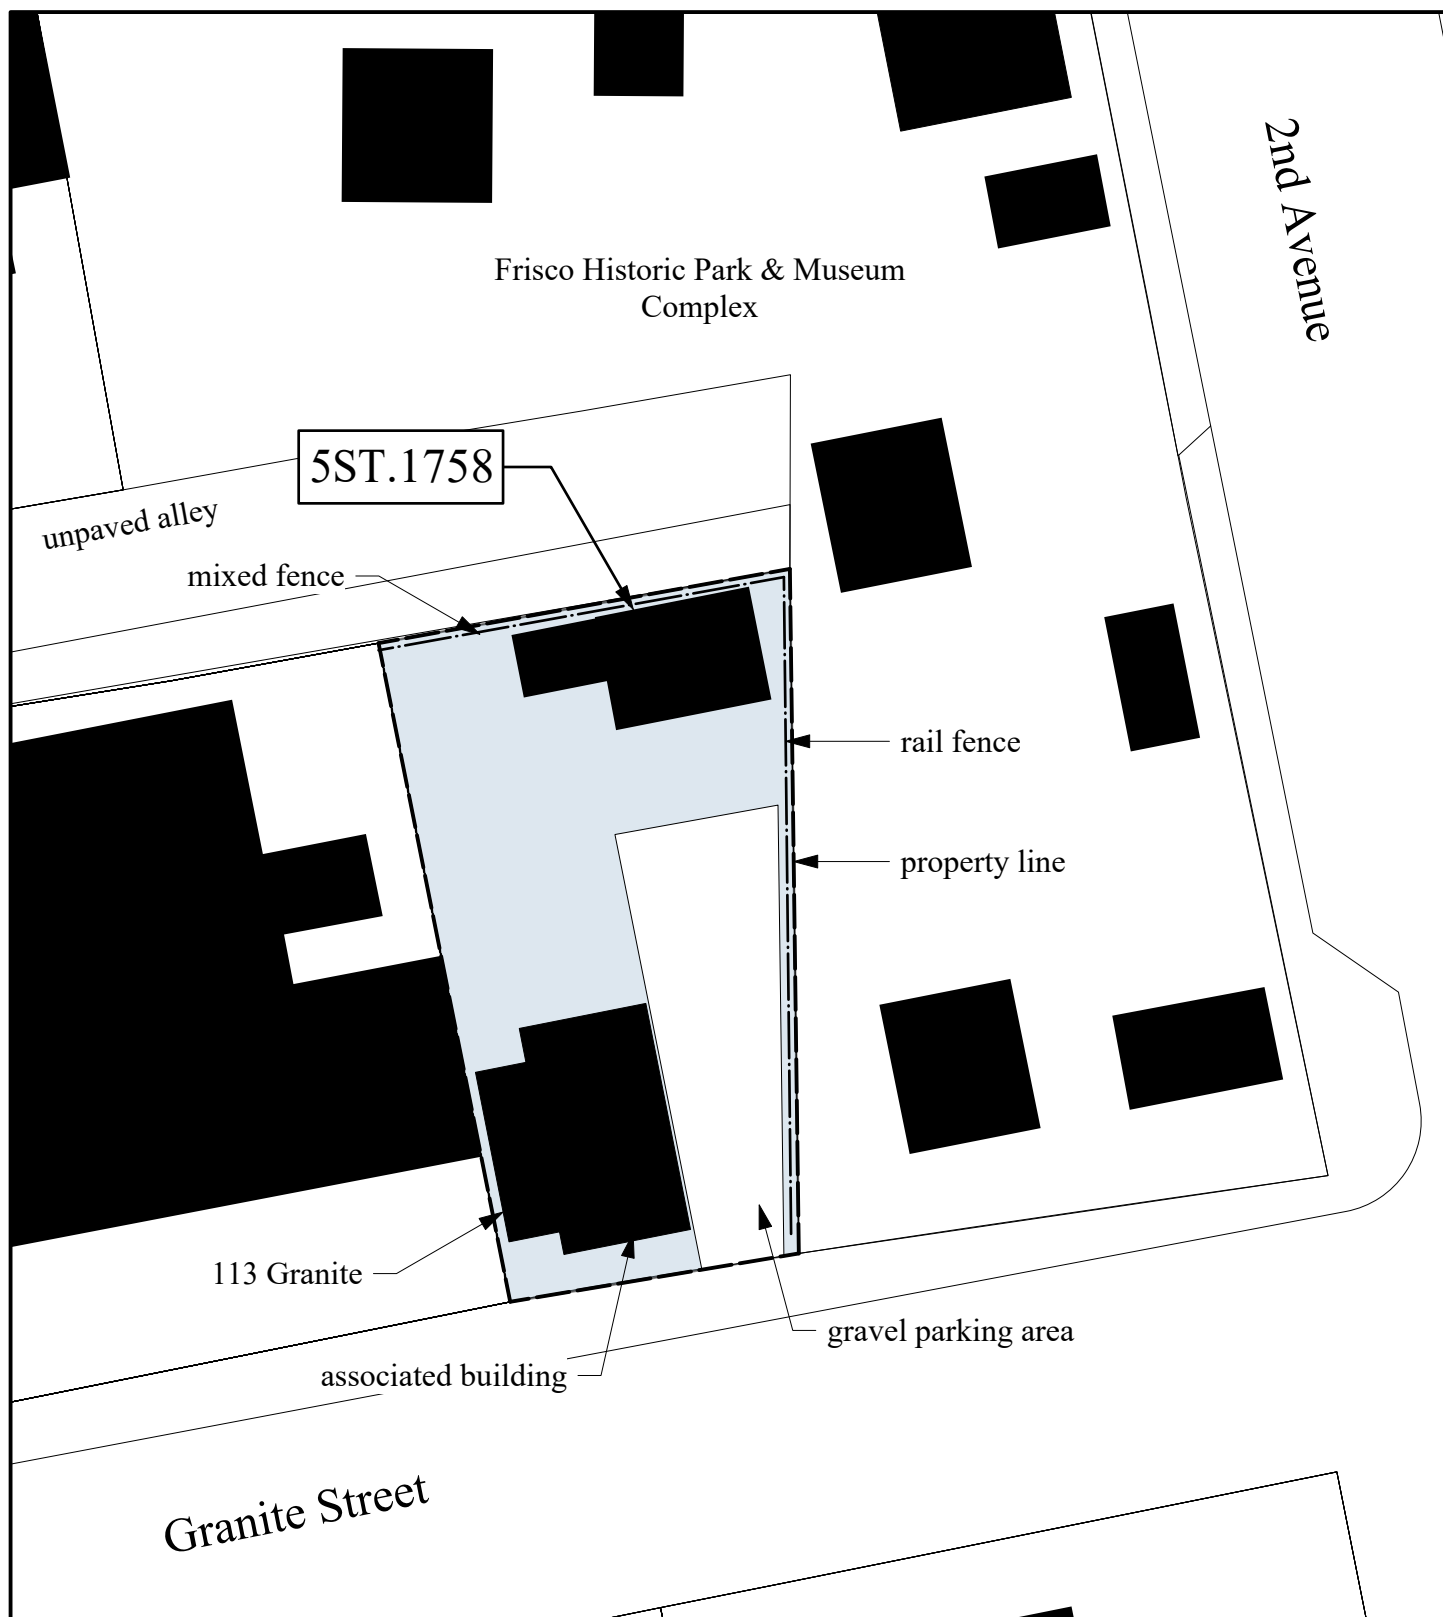 2nd Avenue
Frisco Historic Park & Museum
Complex
5ST.1758
unpaved alley
mixed fence
rail fence
property line
113 Granite
gravel parking area
associated building
Granite Street